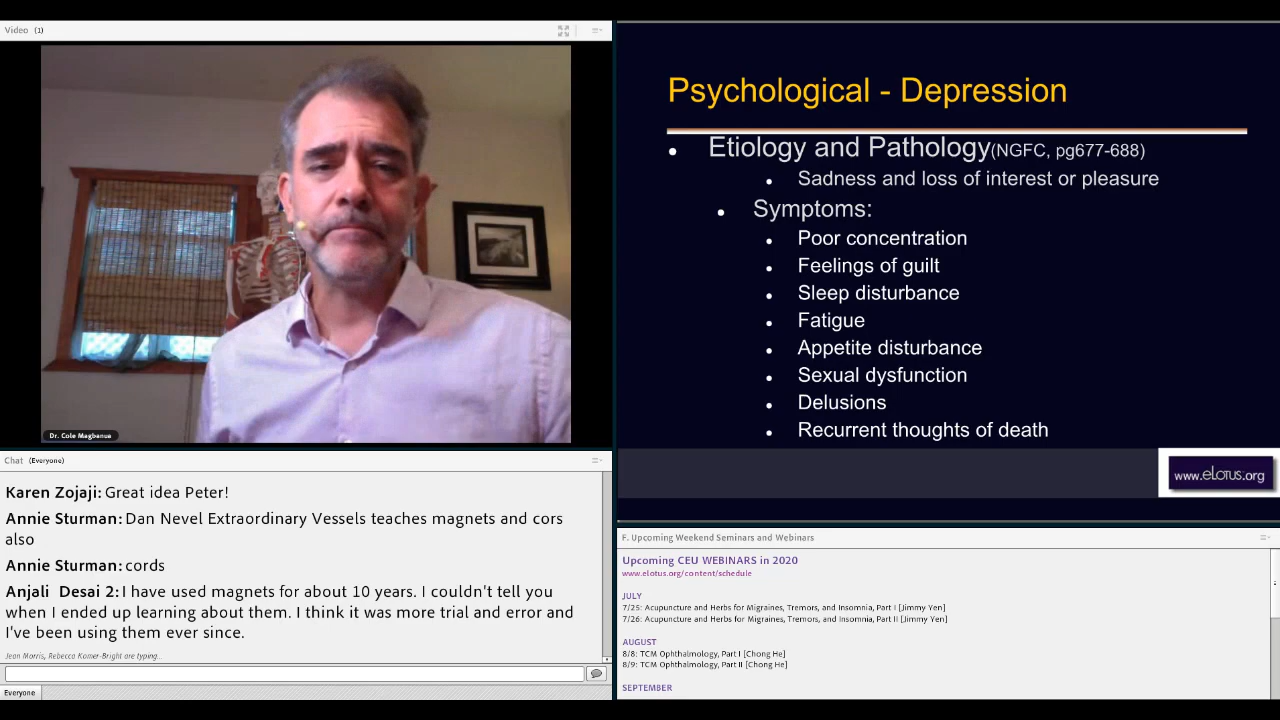 Video (1)
Dr. Cole Magbanua
Chat (Everyone)
Karen Zojaji: Great idea Peter!
Annie Sturman: Dan Nevel Extraordinary Vessels teaches magnets and cors
also
Annie Sturman: cords
Anjali Desai 2: I have used magnets for about 10 years. I couldn't tell you
when I ended up learning about them. I think it was more trial and error and
I've been using them ever since.
Jean Morris, Rebecca Komer-Bright are typing..
Everyone
Psychological - Depression
• Etiology and Pathology(NGFC, pg677-688)
• Sadness and loss of interest or pleasure
• Symptoms:
• Poor concentration
• Feelings of guilt
• Sleep disturbance
• Fatigue
• Appetite disturbance
• Sexual dysfunction
• Delusions
• Recurrent thoughts of death
www.eLotus.org
F. Upcoming Weekend Seminars and Webinars
Upcoming CEU WEBINARS in 2020
www.elotus.org/content/schedule
JULY
7/25: Acupuncture and Herbs for Migraines, Tremors, and Insomnia, Part I [Jimmy Yen]
7/26: Acupuncture and Herbs for Migraines, Tremors, and Insomnia, Part II [Jimmy Yen]
AUGUST
8/8: TCM Ophthalmology, Part I [Chong He]
8/9: TCM Ophthalmology, Part II [Chong He]
SEPTEMBER